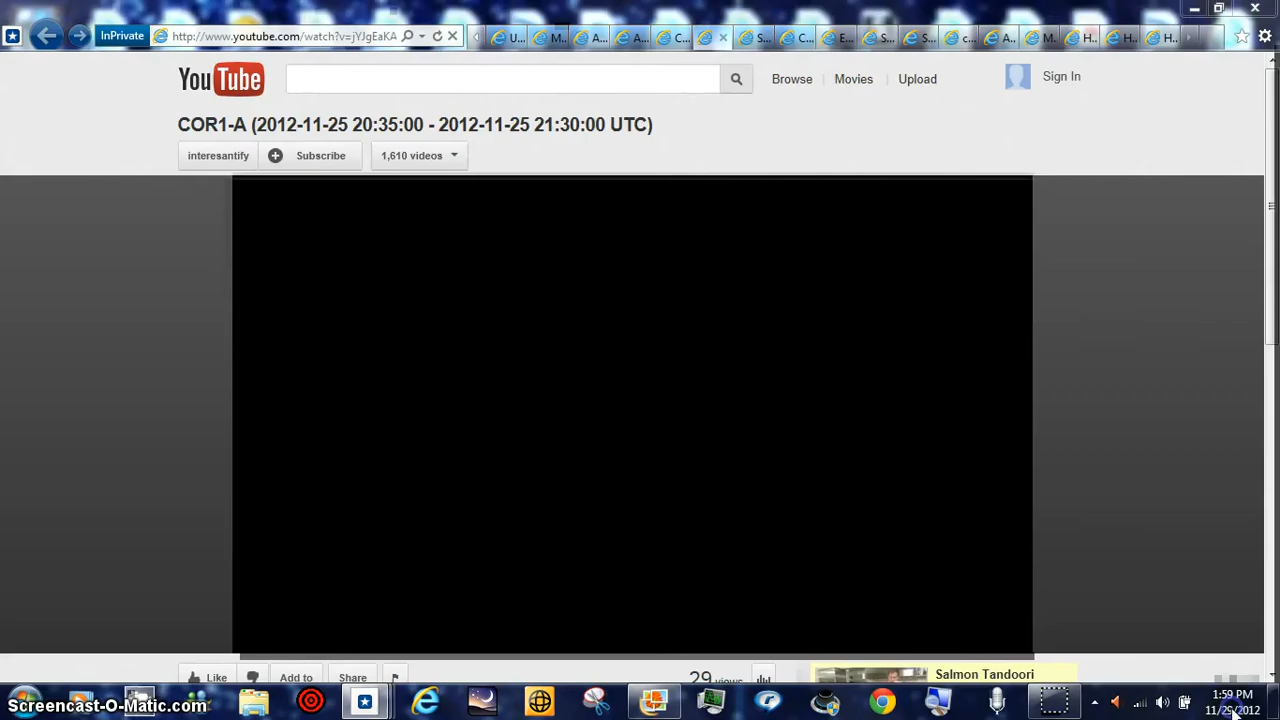 InPrivate http://www.youtube.com/watch?v=jYJgEaKA U... M... A... A... C... S... C... E... S... S... c... A... M... H... H... H...
YouTube Browse Movies Upload Sign In
COR1-A (2012-11-25 20:35:00 - 2012-11-25 21:30:00 UTC)
interesantify Subscribe 1,610 videos
Like Add to Share 29 views Salmon Tandoori
Screencast-O-Matic.com
1:59 PM
11/29/2012